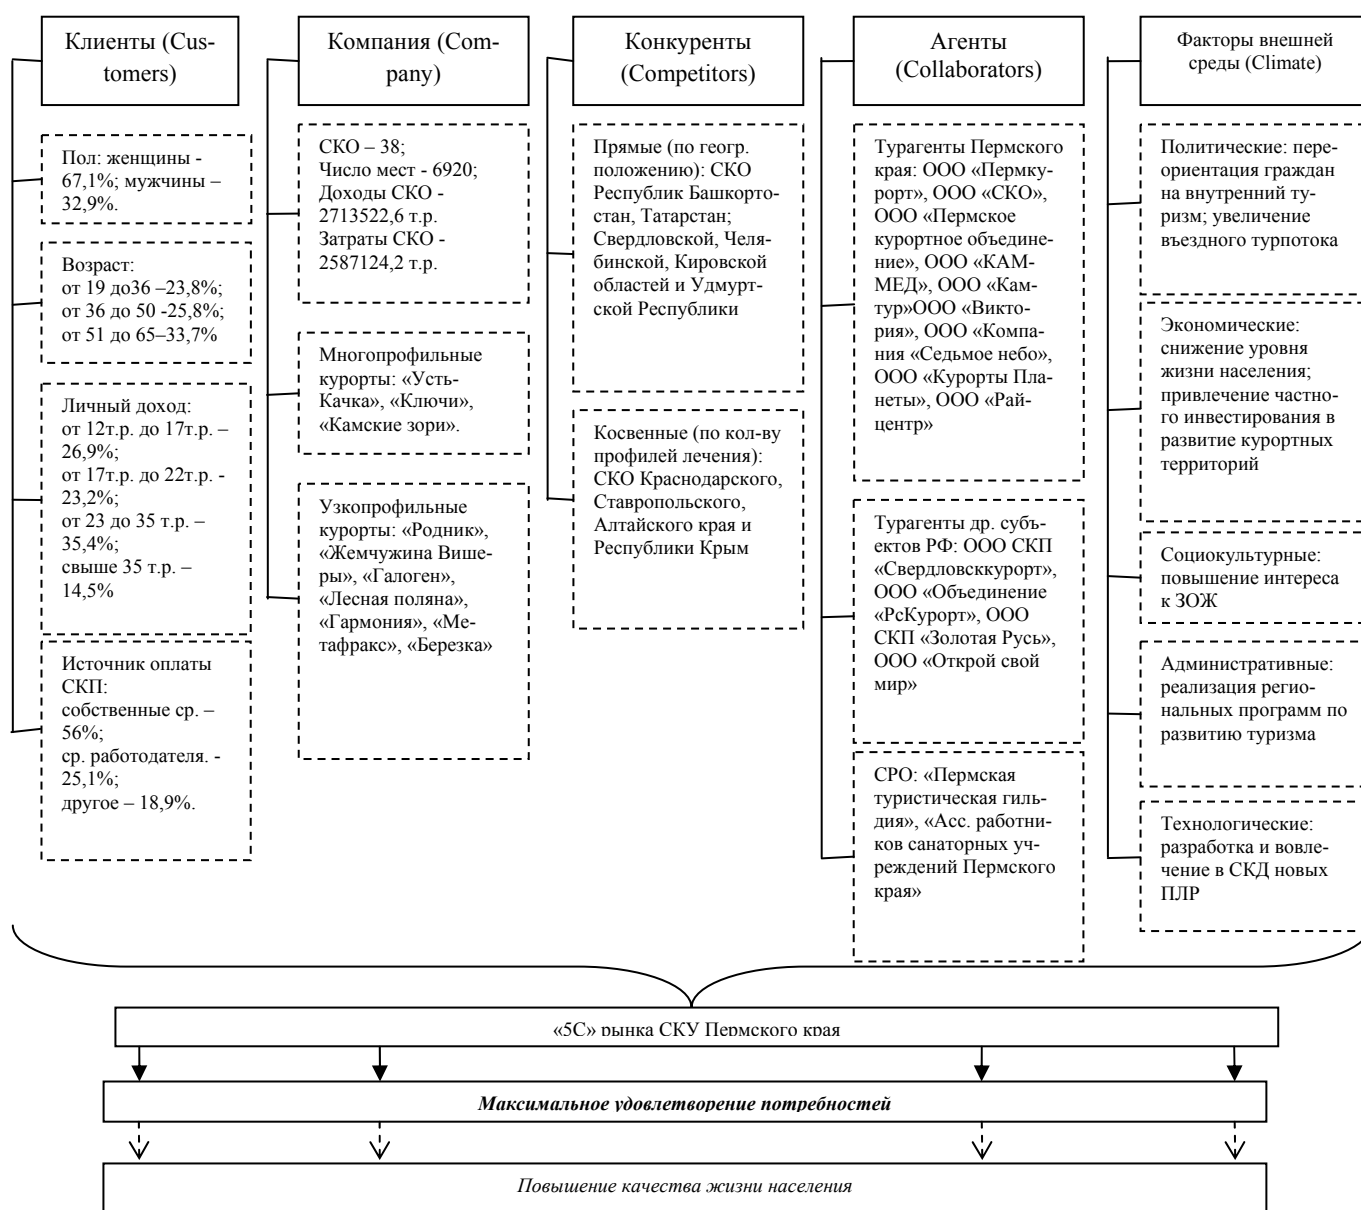 Клиенты (Cus-
tomers)
Пол: женщины -
67,1%; мужчины –
32,9%.
Возраст:
от 19 до36 –23,8%;
от 36 до 50 -25,8%;
от 51 до 65–33,7%
Личный доход:
от 12т.р. до 17т.р. –
26,9%;
от 17т.р. до 22т.р. -
23,2%;
от 23 до 35 т.р. –
35,4%;
свыше 35 т.р. –
14,5%
Источник оплаты
СКП:
собственные ср. –
56%;
ср. работодателя. -
25,1%;
другое – 18,9%.
Компания (Com-
pany)
СКО – 38;
Число мест - 6920;
Доходы СКО -
2713522,6 т.р.
Затраты СКО -
2587124,2 т.р.
Многопрофильные
курорты: «Усть-
Качка», «Ключи»,
«Камские зори».
Узкопрофильные
курорты: «Родник»,
«Жемчужина Више-
ры», «Галоген»,
«Лесная поляна»,
«Гармония», «Ме-
тафракс», «Березка»
Конкуренты
(Competitors)
Прямые (по геогр.
положению): СКО
Республик Башкорто-
стан, Татарстан;
Свердловской, Челя-
бинской, Кировской
областей и Удмурт-
ской Республики
Косвенные (по кол-ву
профилей лечения):
СКО Краснодарского,
Ставропольского,
Алтайского края и
Республики Крым
Агенты
(Collaborators)
Турагенты Пермского
края: ООО «Пермку-
рорт», ООО «СКО»,
ООО «Пермское
курортное объедине-
ние», ООО «КАМ-
МЕД», ООО «Кам-
тур»ООО «Викто-
рия», ООО «Компа-
ния «Седьмое небо»,
ООО «Курорты Пла-
неты», ООО «Рай-
центр»
Турагенты др. субъ-
ектов РФ: ООО СКП
«Свердловсккурорт»,
ООО «Объединение
«РсКурорт», ООО
СКП «Золотая Русь»,
ООО «Открой свой
мир»
СРО: «Пермская
туристическая гиль-
дия», «Асс. работни-
ков санаторных уч-
реждений Пермского
края»
Факторы внешней
среды (Climate)
Политические: пере-
ориентация граждан
на внутренний ту-
ризм; увеличение
въездного турпотока
Экономические:
снижение уровня
жизни населения;
привлечение частно-
го инвестирования в
развитие курортных
территорий
Социокультурные:
повышение интереса
к ЗОЖ
Административные:
реализация регио-
нальных программ по
развитию туризма
Технологические:
разработка и вовле-
чение в СКД новых
ПЛР
«5С» рынка СКУ Пермского края
Максимальное удовлетворение потребностей
Повышение качества жизни населения